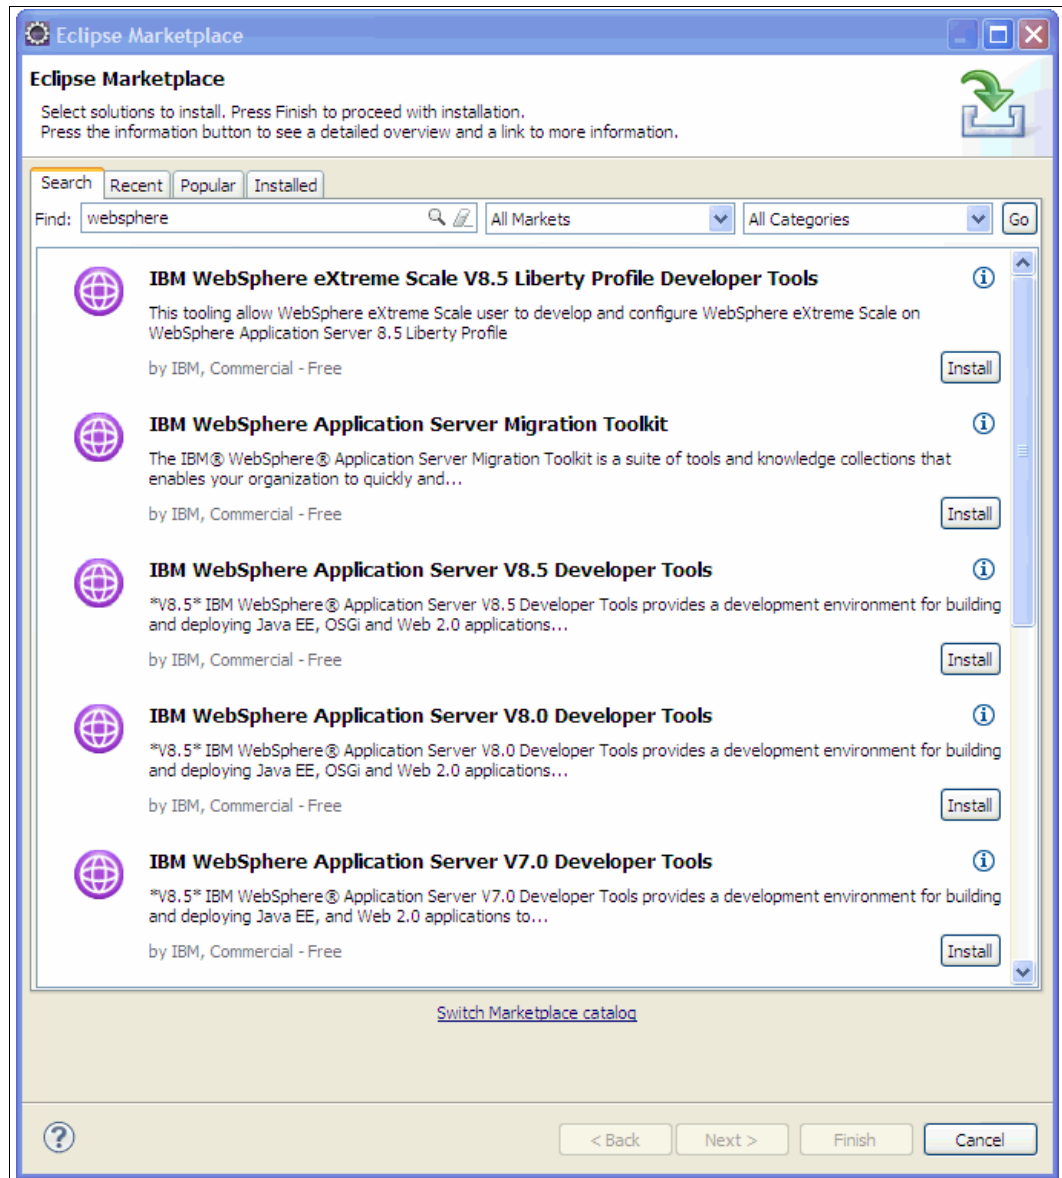 Eclipse Marketplace
Eclipse Marketplace
Select solutions to install. Press Finish to proceed with installation.
Press the information button to see a detailed overview and a link to more information.
Search Recent Popular Installed
Find: websphere All Markets All Categories Go
IBM WebSphere eXtreme Scale V8.5 Liberty Profile Developer Tools
This tooling allow WebSphere eXtreme Scale user to develop and configure WebSphere eXtreme Scale on
WebSphere Application Server 8.5 Liberty Profile
by IBM, Commercial - Free Install
IBM WebSphere Application Server Migration Toolkit
The IBM® WebSphere® Application Server Migration Toolkit is a suite of tools and knowledge collections that
enables your organization to quickly and...
by IBM, Commercial - Free Install
IBM WebSphere Application Server V8.5 Developer Tools
*V8.5* IBM WebSphere® Application Server V8.5 Developer Tools provides a development environment for building
and deploying Java EE, OSGi and Web 2.0 applications...
by IBM, Commercial - Free Install
IBM WebSphere Application Server V8.0 Developer Tools
*V8.5* IBM WebSphere® Application Server V8.0 Developer Tools provides a development environment for building
and deploying Java EE, OSGi and Web 2.0 applications...
by IBM, Commercial - Free Install
IBM WebSphere Application Server V7.0 Developer Tools
*V8.5* IBM WebSphere® Application Server V7.0 Developer Tools provides a development environment for building
and deploying Java EE, and Web 2.0 applications to...
by IBM, Commercial - Free Install
Switch Marketplace catalog
? < Back Next > Finish Cancel